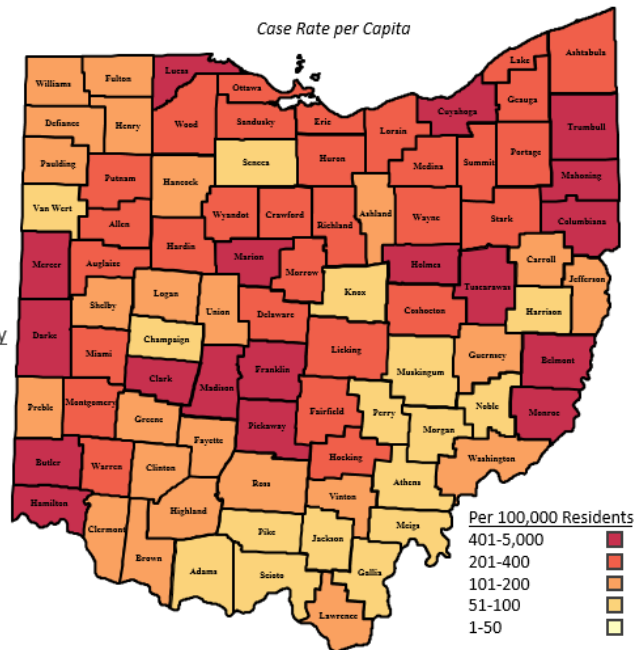 Case Rate per Capita
Ashtabula
Lake
Lucas
Fulton
Williams
Ottawa
Geauga
Cuyahoga
Defiance
Henry
Wood
Sandusky
Erie
Lorain
Trumbull
Portage
Summit
Medina
Huron
Seneca
Paulding
Putnam
Hancock
Mahoning
Van Wert
Allen
Wyandot
Crawford
Richland
Ashland
Wayne
Stark
Columbiana
Hardin
Marion
Morrow
Holmes
Carroll
Mercer
Auglaize
Tuscarawas
Jefferson
Logan
Union
Knox
Coshocton
Harrison
Shelby
Delaware
y
Darke
Champaign
Miami
Licking
Guernsey
Belmont
Muskingum
Clark
Madison
Franklin
Preble
Montgomery
Fairfield
Perry
Noble
Monroe
Greene
Pickaway
Morgan
Fayette
Butler
Warren
Clinton
Hocking
Washington
Ross
Athens
Hamilton
Vinton
Highland
Clermont
Pike
Jackson
Meigs
Brown
Adams
Scioto
Gallia
Lawrence
Per 100,000 Residents
401-5,000
201-400
101-200
51-100
1-50